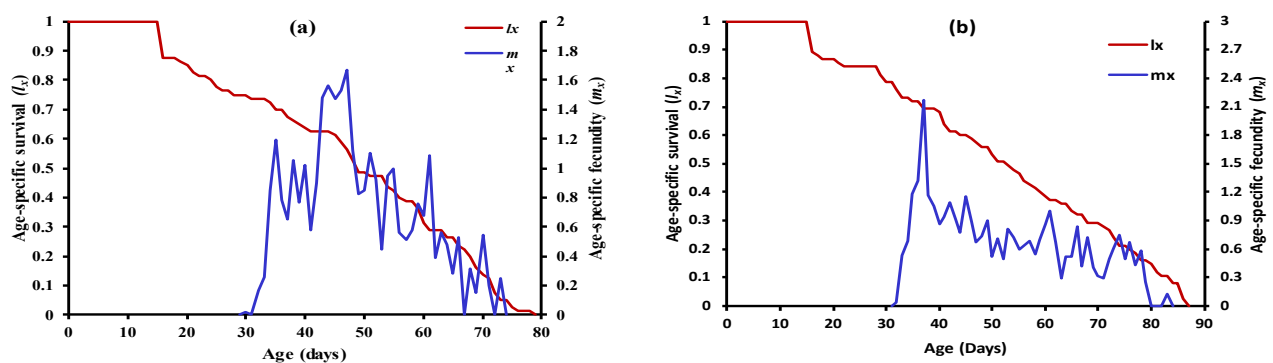 (a)
lx
m
x
Age-specific survival (lx)
1
0.9
0.8
0.7
0.6
0.5
0.4
0.3
0.2
0.1
0
2
1.8
1.6
1.4
1.2
1
0.8
0.6
0.4
0.2
0
Age-specific fecundity (mx)
0 10 20 30 40 50 60 70 80
Age (days)
(b)
lx
mx
Age-specific survival (lx)
1
0.9
0.8
0.7
0.6
0.5
0.4
0.3
0.2
0.1
0
3
2.7
2.4
2.1
1.8
1.5
1.2
0.9
0.6
0.3
0
Age-specific fecundity (mx)
0 10 20 30 40 50 60 70 80 90
Age (Days)